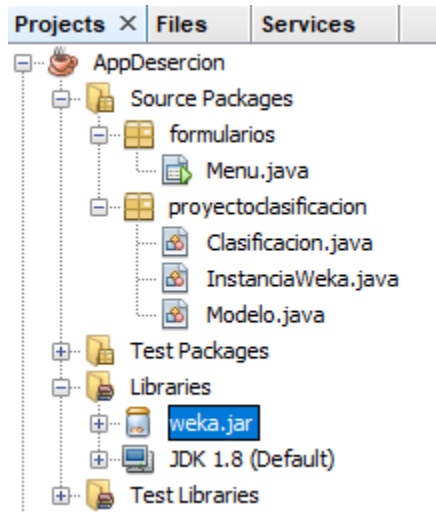 Projects × Files Services
AppDesercion
Source Packages
formularios
Menu.java
proyectoclasificacion
Clasificacion.java
InstanciaWeka.java
Modelo.java
Test Packages
Libraries
weka.jar
JDK 1.8 (Default)
Test Libraries